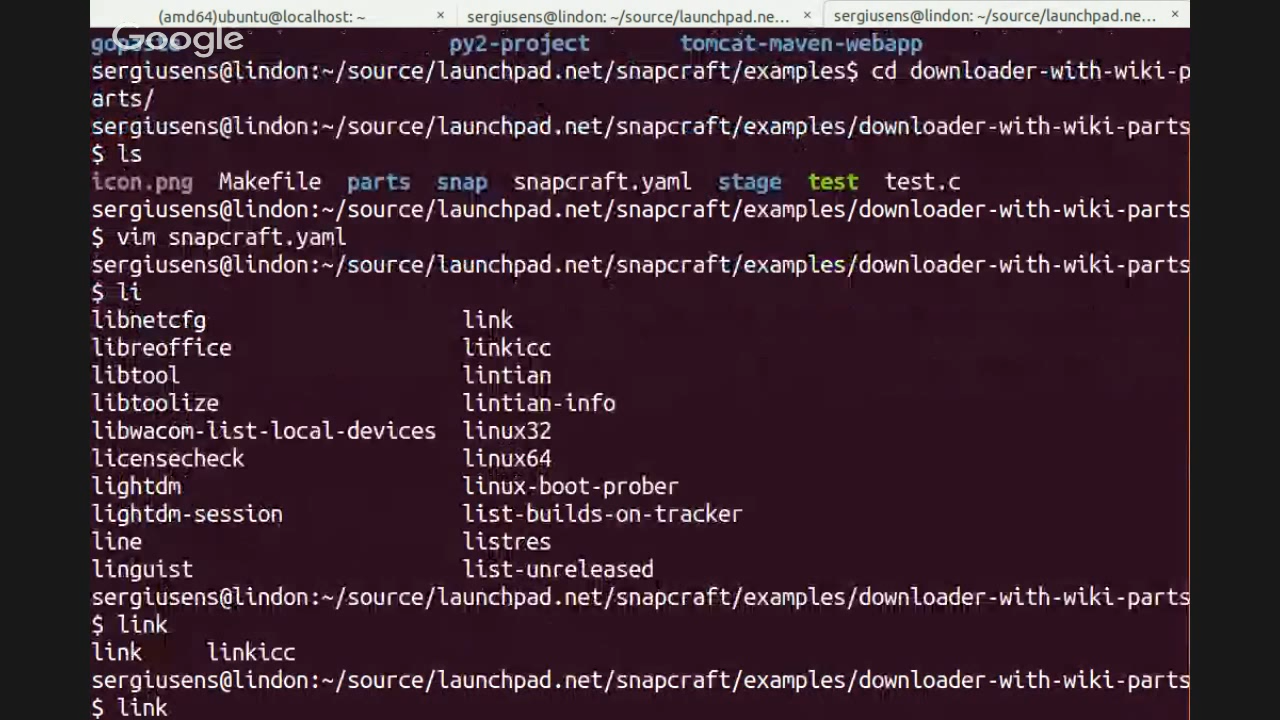 (amd64)ubuntu@localhost: ~ × sergiusens@lindon: ~/source/launchpad.ne... × sergiusens@lindon: ~/source/launchpad.ne... ×
Google
gopaste py2-project tomcat-maven-webapp
sergiusens@lindon:~/source/launchpad.net/snapcraft/examples$ cd downloader-with-wiki-p
arts/
sergiusens@lindon:~/source/launchpad.net/snapcraft/examples/downloader-with-wiki-parts
$ ls
icon.png Makefile parts snap snapcraft.yaml stage test test.c
sergiusens@lindon:~/source/launchpad.net/snapcraft/examples/downloader-with-wiki-parts
$ vim snapcraft.yaml
sergiusens@lindon:~/source/launchpad.net/snapcraft/examples/downloader-with-wiki-parts
$ li
libnetcfg link
libreoffice linkicc
libtool lintian
libtoolize lintian-info
libwacom-list-local-devices linux32
licensecheck linux64
lightdm linux-boot-prober
lightdm-session list-builds-on-tracker
line listres
linguist list-unreleased
sergiusens@lindon:~/source/launchpad.net/snapcraft/examples/downloader-with-wiki-parts
$ link
link linkicc
sergiusens@lindon:~/source/launchpad.net/snapcraft/examples/downloader-with-wiki-parts
$ link